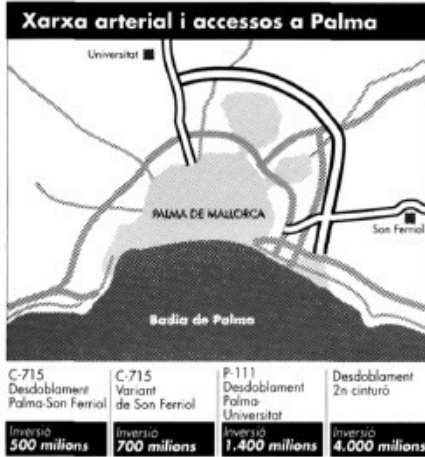 Xarxa arterial i accessos a Palma
Universitat
PALMA DE MALLORCA
Son Ferriol
Badia de Palma
C-715
Desdoblament
Palma-Son Ferriol
Inversió
500 milions
C-715
Variant
de Son Ferriol
Inversió
700 milions
P-111
Desdoblament
Palma-
Universitat
Inversió
1.400 milions
Desdoblament
2n cinturó
Inversió
4.000 milions